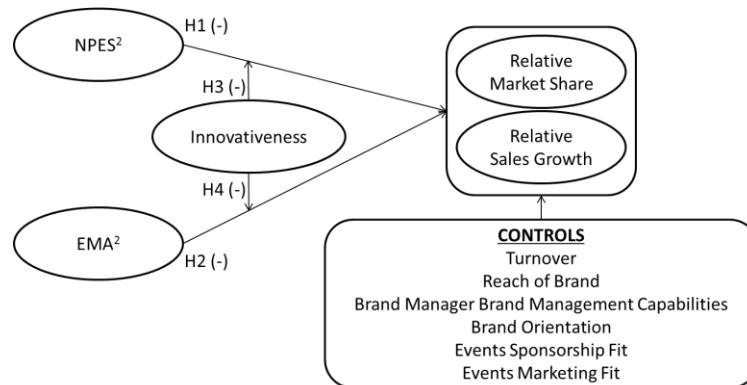 NPES²
H1 (-)
H3 (-)
Innovativeness
H4 (-)
EMA²
H2 (-)
Relative
Market Share
Relative
Sales Growth
CONTROLS
Turnover
Reach of Brand
Brand Manager Brand Management Capabilities
Brand Orientation
Events Sponsorship Fit
Events Marketing Fit